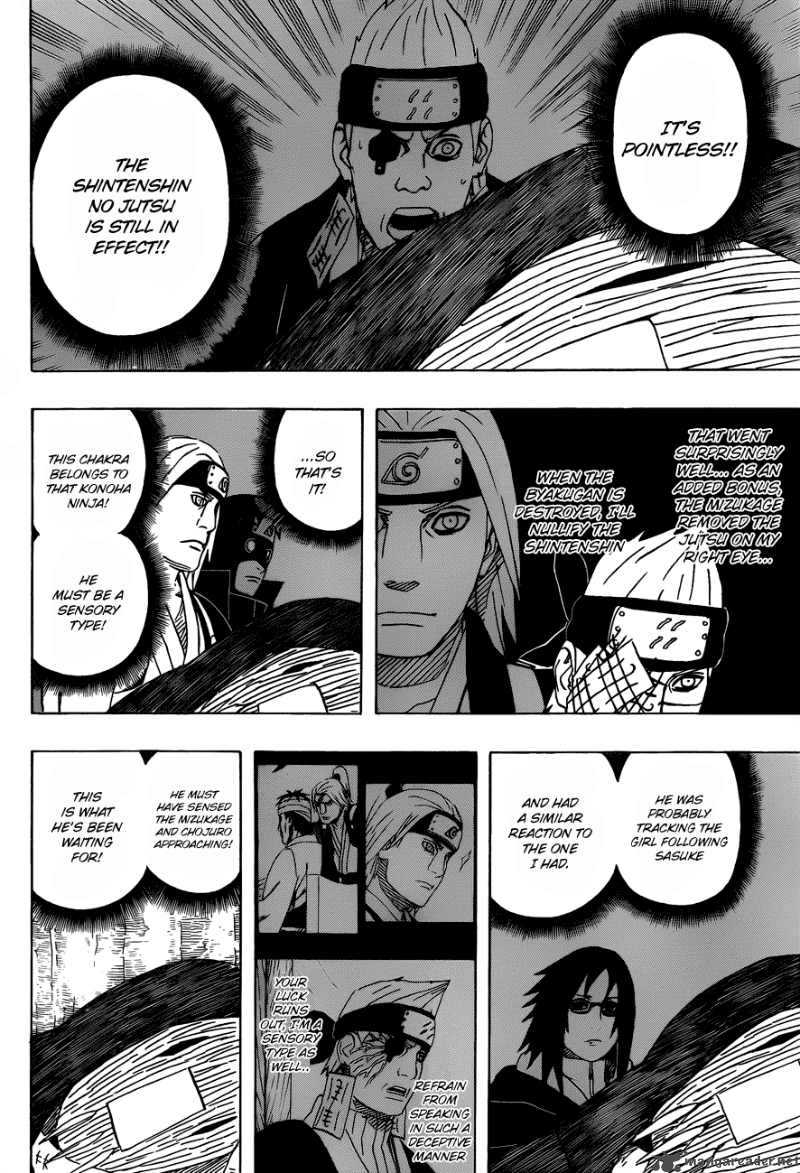 IT'S
POINTLESS!!
THE
SHINTENSHIN
NO JUTSU
IS STILL IN
EFFECT!!
THAT WENT
SURPRISINGLY
WELL... AS AN
ADDED BONUS,
THE MIZUKAGE
REMOVED THE
JUTSU ON MY
RIGHT EYE...
WHEN THE
BYAKUGAN IS
DESTROYED, I'LL
NULLIFY THE
SHINTENSHIN
...SO
THAT'S
IT!
THIS CHAKRA
BELONGS TO
THAT KONOHA
NINJA!
HE
MUST BE A
SENSORY
TYPE!
HE WAS
PROBABLY
TRACKING THE
GIRL FOLLOWING
SASUKE
AND HAD
A SIMILAR
REACTION TO
THE ONE
I HAD.
YOUR
LUCK
RUNS
OUT, I'M A
SENSORY
TYPE AS
WELL..
REFRAIN
FROM
SPEAKING
IN SUCH A
DECEPTIVE
MANNER
HE MUST
HAVE SENSED
THE MIZUKAGE
AND CHOJURO
APPROACHING!
THIS
IS WHAT
HE'S BEEN
WAITING
FOR!
mangareader.net